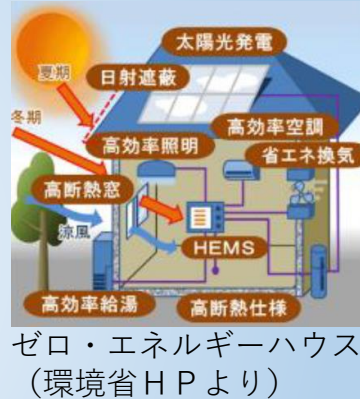 太陽光発電
夏期
日射遮蔽
冬期
高効率空調
高効率照明
省エネ換気
高断熱窓
涼風
HEMS
高効率給湯
高断熱仕様
ゼロ・エネルギーハウス
（環境省ＨＰより）